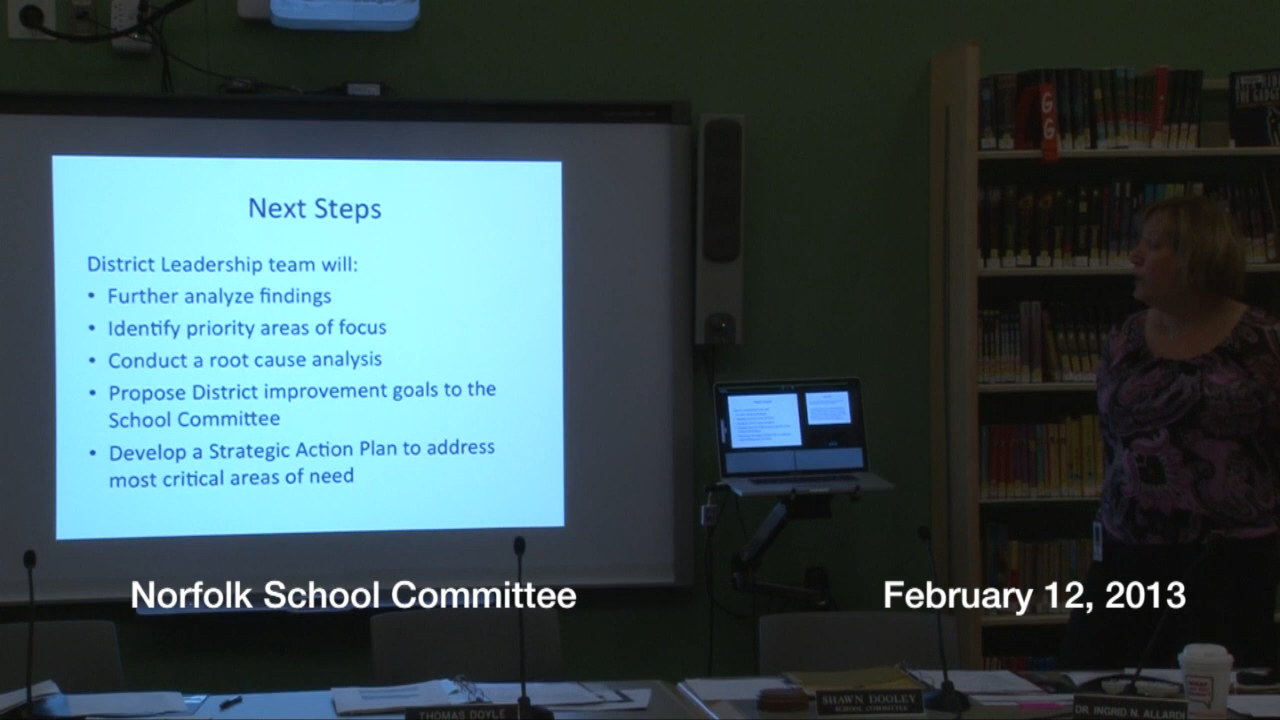 Next Steps
District Leadership team will:
• Further analyze findings
• Identify priority areas of focus
• Conduct a root cause analysis
• Propose District improvement goals to the
School Committee
• Develop a Strategic Action Plan to address
most critical areas of need
G
G
Norfolk School Committee
February 12, 2013
THOMAS DOYLE
SHAWN DOOLEY
SCHOOL COMMITTEE
DR. INGRID N. ALLARDI